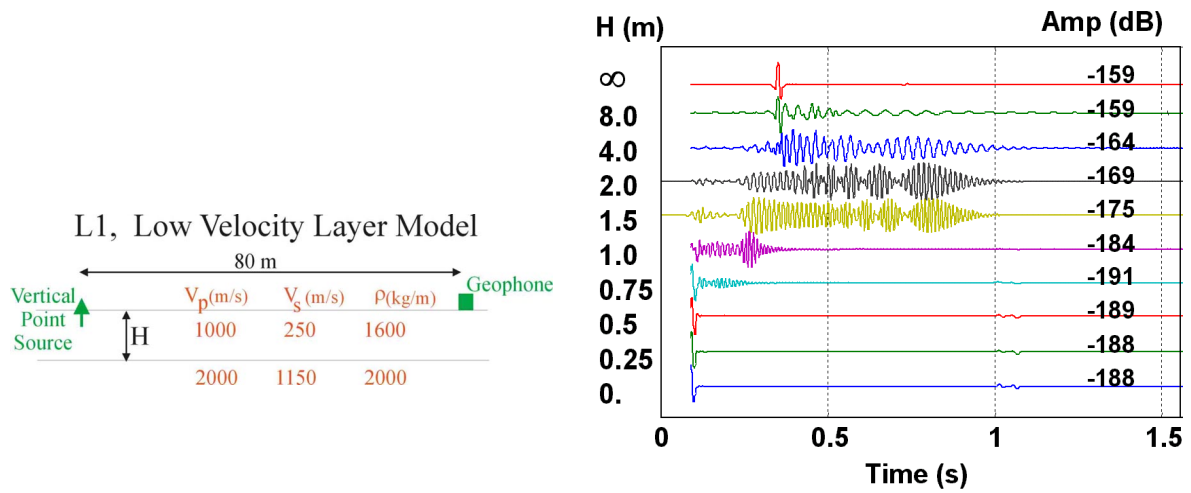 L1, Low Velocity Layer Model
80 m
Vertical
Point
Source
Geophone
Vp(m/s) Vs(m/s) ρ(kg/m)
H
1000 250 1600
2000 1150 2000
H (m) Amp (dB)
∞ -159
8.0 -159
4.0 -164
2.0 -169
1.5 -175
1.0 -184
0.75 -191
0.5 -189
0.25 -188
0. -188
0 0.5 1 1.5
Time (s)